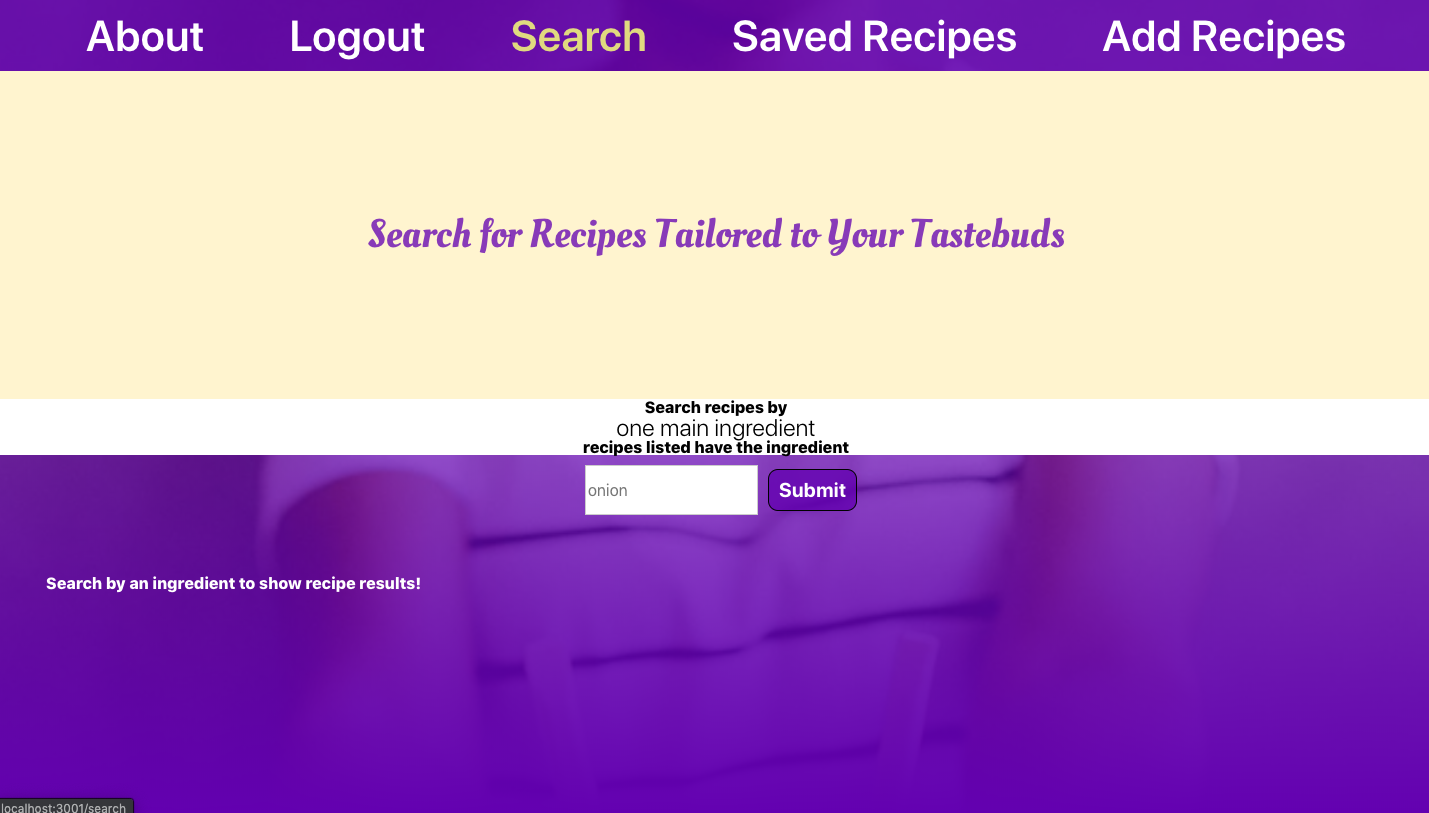 About Logout Search Saved Recipes Add Recipes
Search for Recipes Tailored to Your Tastebuds
Search recipes by
one main ingredient
recipes listed have the ingredient
onion Submit
Search by an ingredient to show recipe results!
localhost:3001/search